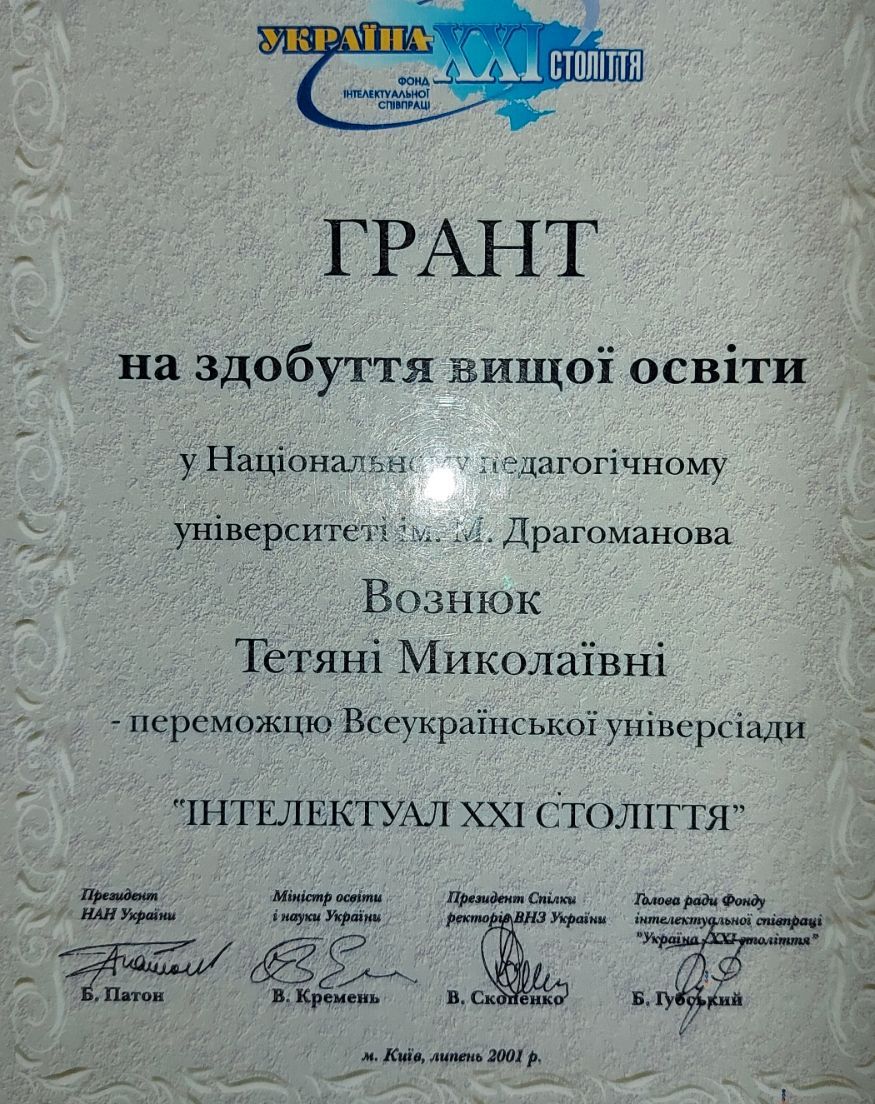 УКРАЇНА-XXI СТОЛІТТЯ
ФОНД
ІНТЕЛЕКТУАЛЬНОЇ
СПІВПРАЦІ
ГРАНТ
на здобуття вищої освіти
у Національному педагогічному
університеті ім. М. Драгоманова
Вознюк
Тетяні Миколаївні
- переможцю Всеукраїнської універсіади
"ІНТЕЛЕКТУАЛ XXI СТОЛІТТЯ"
Президент
НАН України
Б. Патон
Міністр освіти
і науки України
В. Кремень
Президент Спілки
ректорів ВНЗ України
В. Скопенко
Голова ради Фонду
інтелектуальної співпраці
"Україна - XXI століття"
Б. Губський
м. Київ, липень 2001 р.